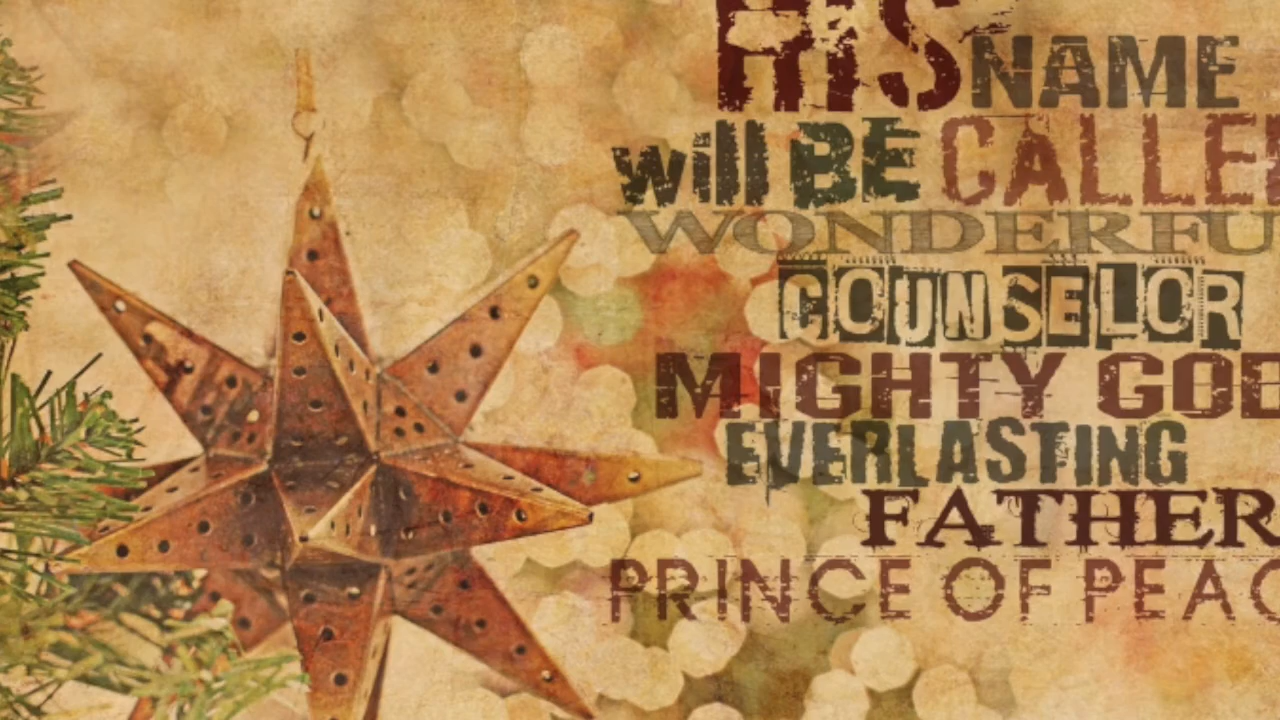 HIS NAME
will BE CALLE
WONDERFU
COUNSELOR
MIGHTY GOD
EVERLASTING
FATHER
PRINCE OF PEAC